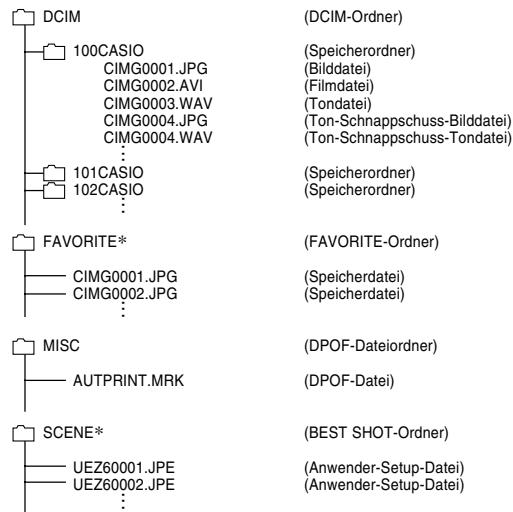 DCIM (DCIM-Ordner)
100CASIO (Speicherordner)
CIMG0001.JPG (Bilddatei)
CIMG0002.AVI (Filmdatei)
CIMG0003.WAV (Tondatei)
CIMG0004.JPG (Ton-Schnappschuss-Bilddatei)
CIMG0004.WAV (Ton-Schnappschuss-Tondatei)
101CASIO (Speicherordner)
102CASIO (Speicherordner)
FAVORITE* (FAVORITE-Ordner)
CIMG0001.JPG (Speicherdatei)
CIMG0002.JPG (Speicherdatei)
MISC (DPOF-Dateiordner)
AUTPRINT.MRK (DPOF-Datei)
SCENE* (BEST SHOT-Ordner)
UEZ60001.JPE (Anwender-Setup-Datei)
UEZ60002.JPE (Anwender-Setup-Datei)